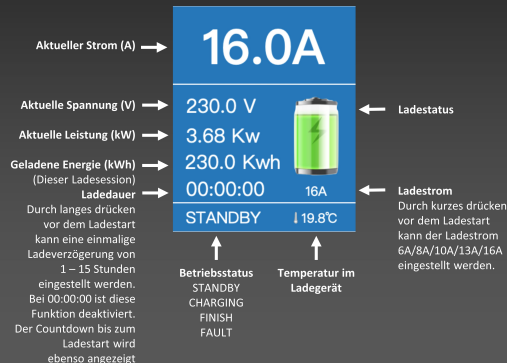 Aktueller Strom (A)
16.0A
Aktuelle Spannung (V)
230.0 V
Aktuelle Leistung (kW)
3.68 Kw
Geladene Energie (kWh)
(Dieser Ladesession)
230.0 Kwh
Ladedauer
00:00:00
Durch langes drücken
vor dem Ladestart
kann eine einmalige
Ladeverzögerung von
1 – 15 Stunden
eingestellt werden.
Bei 00:00:00 ist diese
Funktion deaktiviert.
Der Countdown bis zum
Ladestart wird
ebenso angezeigt
STANDBY
19.8°C
16A
Ladestatus
Ladestrom
Durch kurzes drücken
vor dem Ladestart
kann der Ladestrom
6A/8A/10A/13A/16A
eingestellt werden.
Betriebsstatus
STANDBY
CHARGING
FINISH
FAULT
Temperatur im
Ladegerät